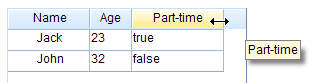 Name Age Part-time
Jack 23 true
Part-time
John 32 false